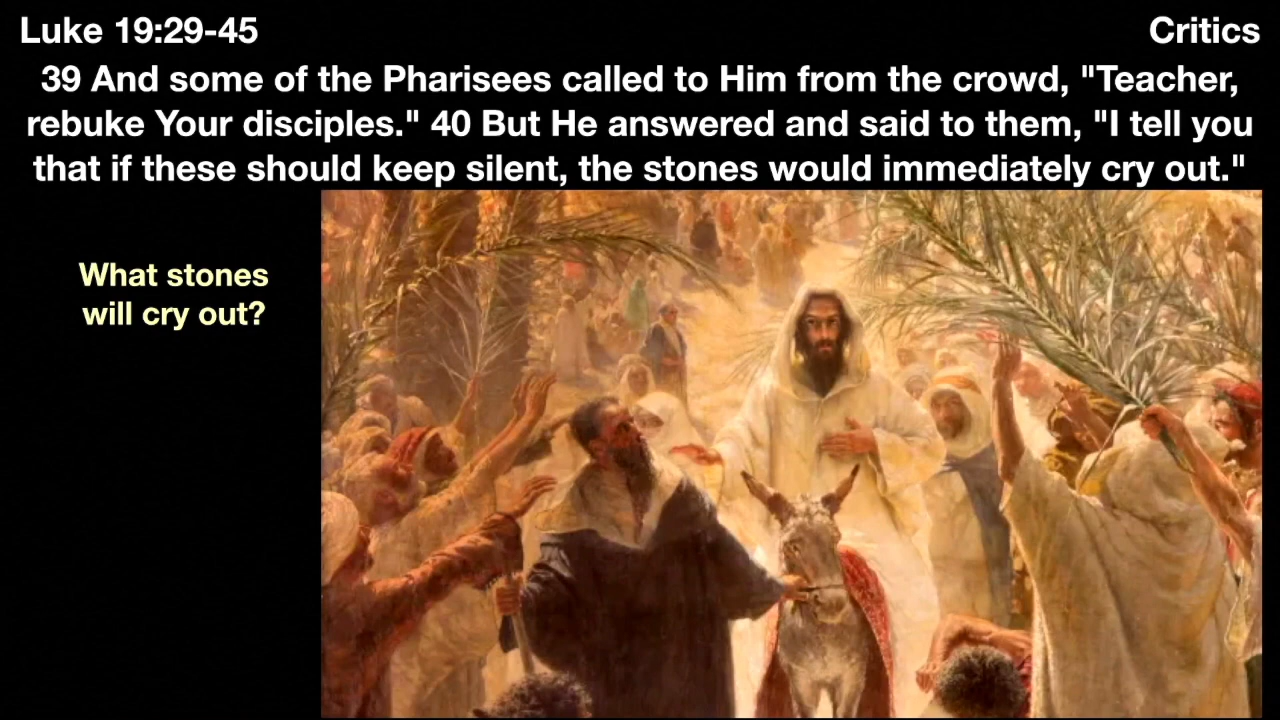 Luke 19:29-45
Critics
39 And some of the Pharisees called to Him from the crowd, "Teacher,
rebuke Your disciples." 40 But He answered and said to them, "I tell you
that if these should keep silent, the stones would immediately cry out."
What stones
will cry out?